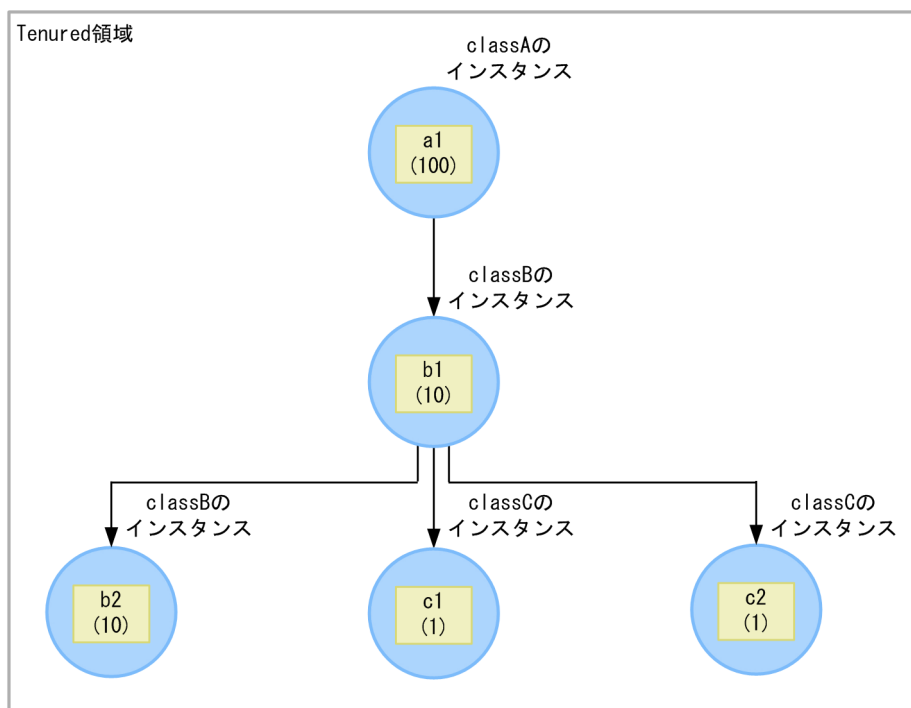 Tenured領域
classAの
インスタンス
a1
(100)
classBの
インスタンス
b1
(10)
classBの
インスタンス
classCの
インスタンス
classCの
インスタンス
b2
(10)
c1
(1)
c2
(1)